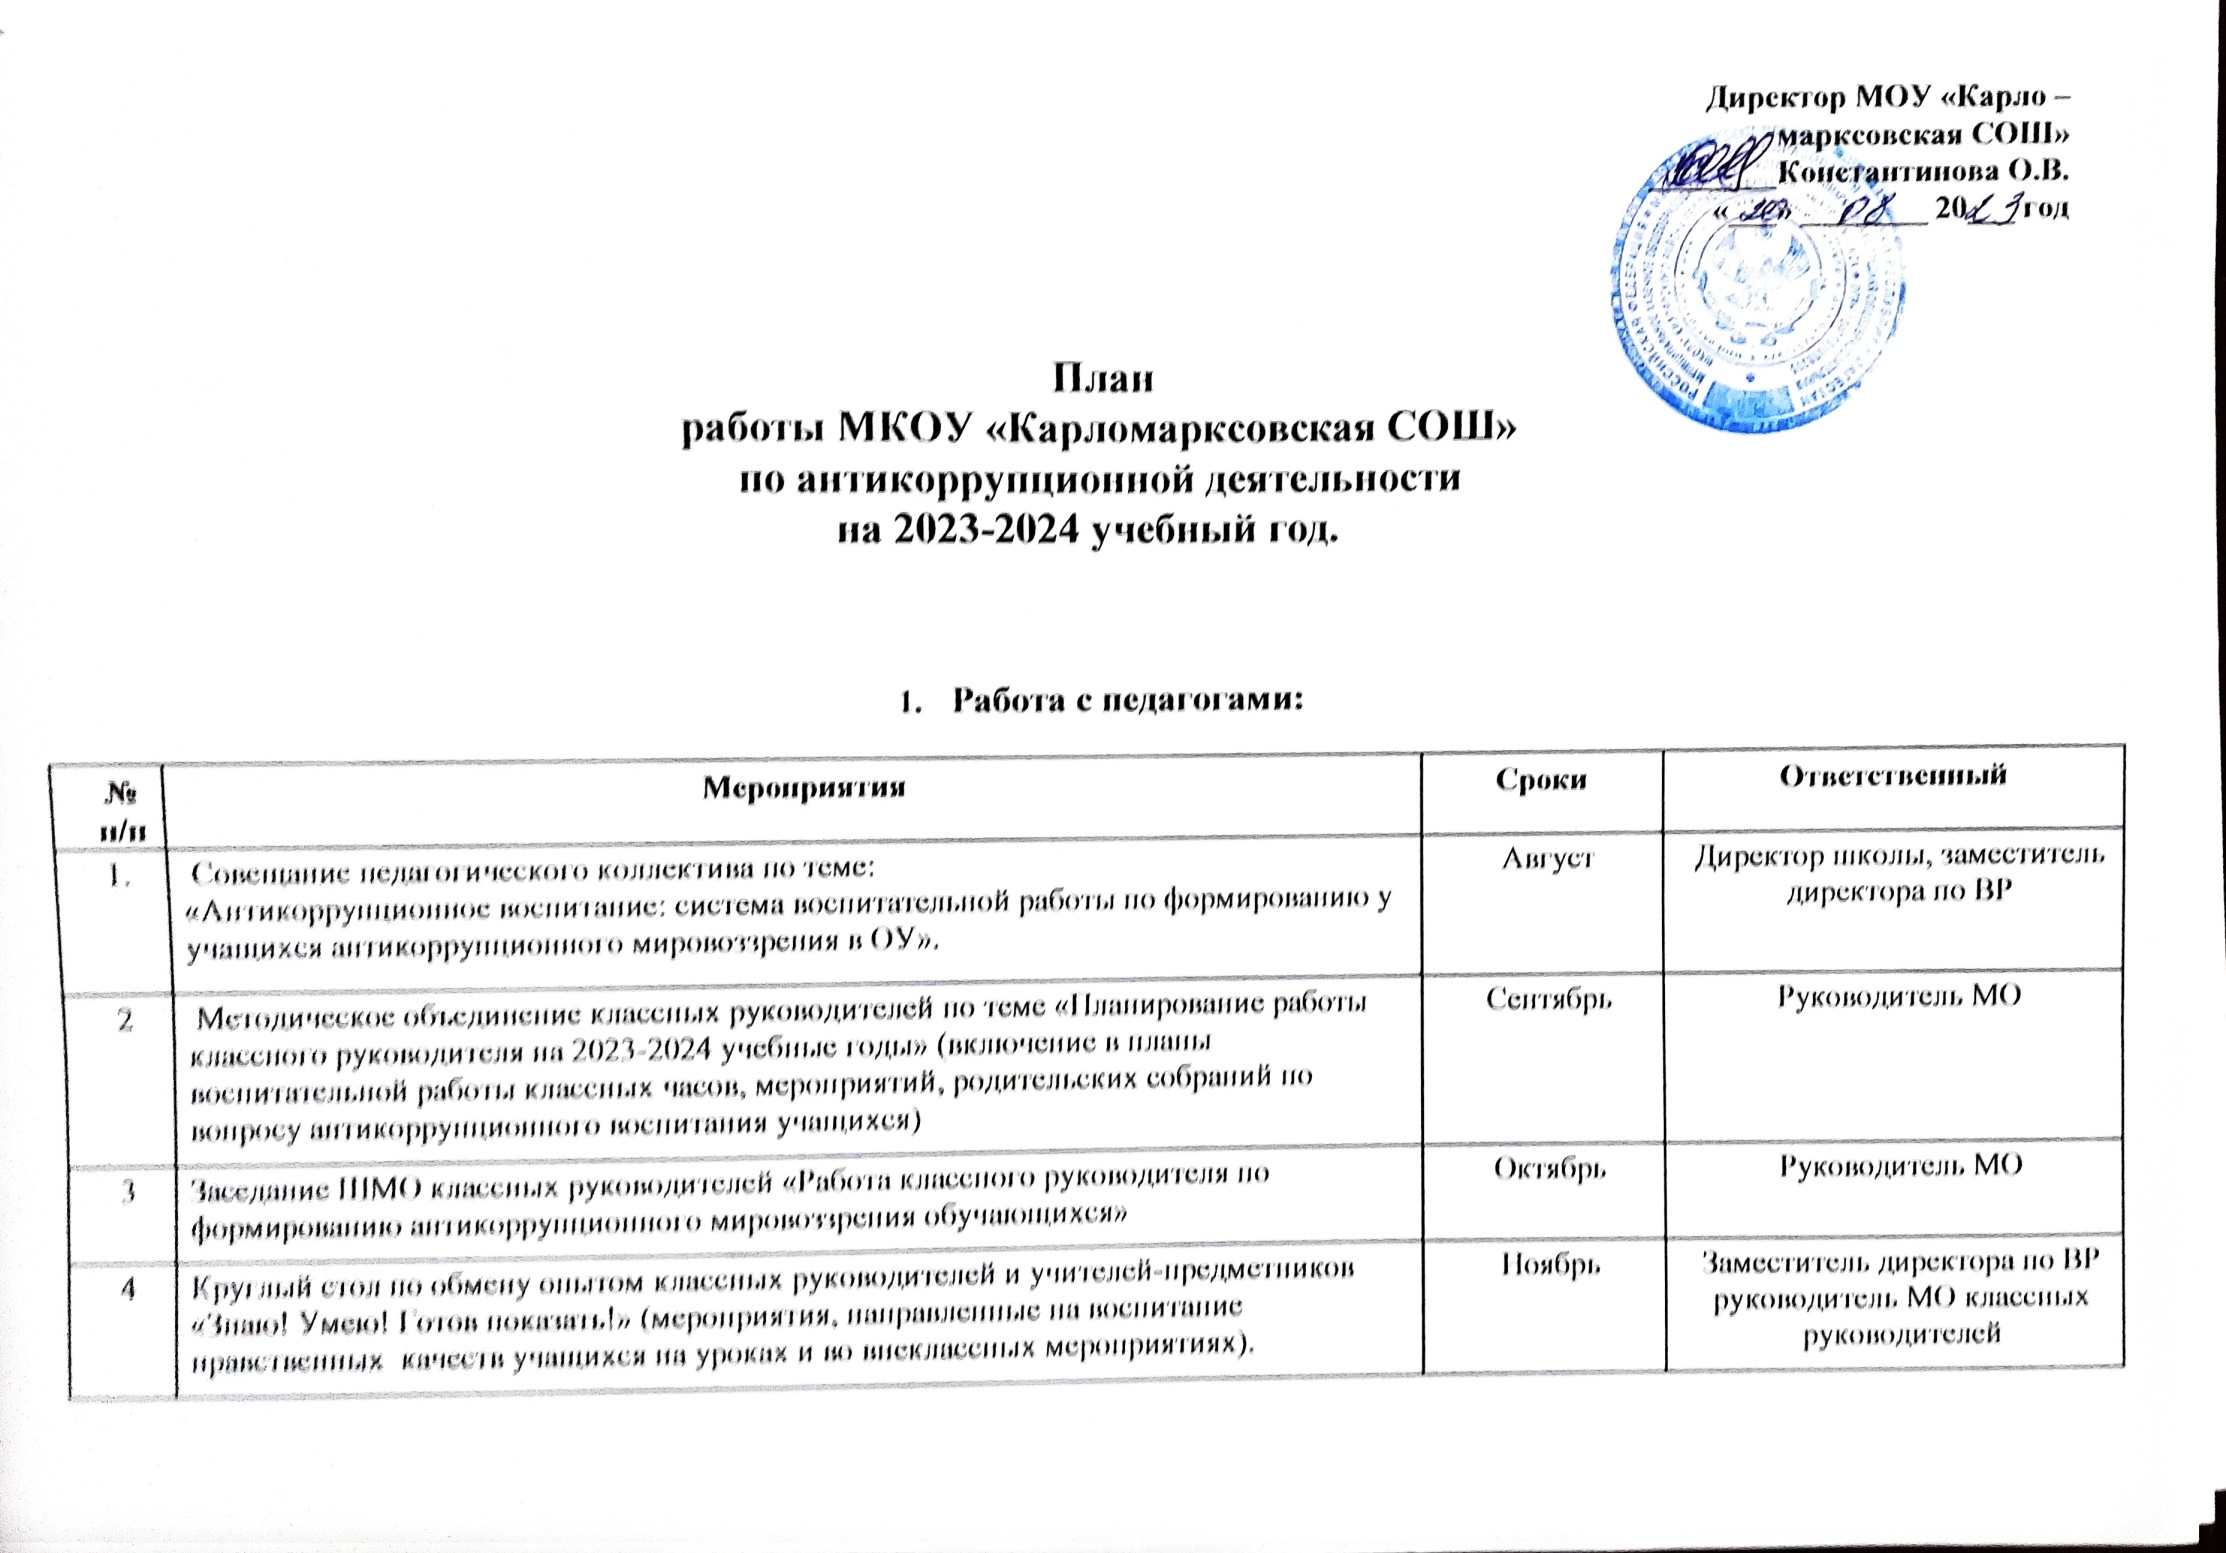 Директор МОУ «Карло –
марксовская СОШ»
Константинова О.В.
« » 08 2023 год
РОССИЙСКАЯ ФЕДЕРАЦИЯ
План
работы МКОУ «Карломарксовская СОШ»
по антикоррупционной деятельности
на 2023-2024 учебный год.
1. Работа с педагогами:
№ п/п
Мероприятия
Сроки
Ответственный
1.
Совещание педагогического коллектива по теме:
«Антикоррупционное воспитание: система воспитательной работы по формированию у
учащихся антикоррупционного мировоззрения в ОУ».
Август
Директор школы, заместитель
директора по ВР
2
Методическое объединение классных руководителей по теме «Планирование работы
классного руководителя на 2023-2024 учебные годы» (включение в планы
воспитательной работы классных часов, мероприятий, родительских собраний по
вопросу антикоррупционного воспитания учащихся)
Сентябрь
Руководитель МО
3
Заседание ШМО классных руководителей «Работа классного руководителя по
формированию антикоррупционного мировоззрения обучающихся»
Октябрь
Руководитель МО
4
Круглый стол по обмену опытом классных руководителей и учителей-предметников
«Знаю! Умею! Готов показать!» (мероприятия, направленные на воспитание
нравственных качеств учащихся на уроках и во внеклассных мероприятиях).
Ноябрь
Заместитель директора по ВР
руководитель МО классных
руководителей